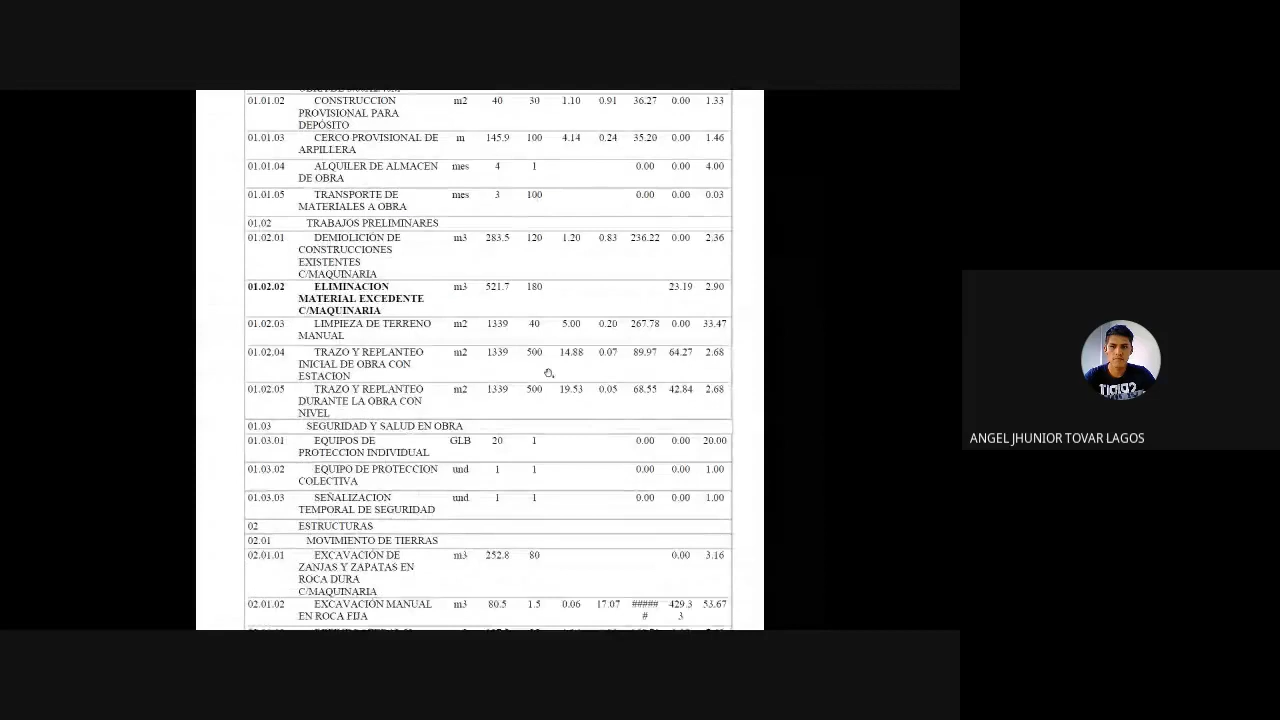 01.01.02 CONSTRUCCION m2 40 30 1.10 0.91 36.27 0.00 1.33
PROVISIONAL PARA
DEPÓSITO
01.01.03 CERCO PROVISIONAL DE m 145.9 100 4.14 0.24 35.20 0.00 1.46
ARPILLERA
01.01.04 ALQUILER DE ALMACEN mes 4 1 0.00 0.00 4.00
DE OBRA
01.01.05 TRANSPORTE DE mes 3 100 0.00 0.00 0.03
MATERIALES A OBRA
01.02 TRABAJOS PRELIMINARES
01.02.01 DEMIOLICIÓN DE m3 283.5 120 1.20 0.83 236.22 0.00 2.36
CONSTRUCCIONES
EXISTENTES
C/MAQUINARIA
01.02.02 ELIMINACION m3 521.7 180 23.19 2.90
MATERIAL EXCEDENTE
C/MAQUINARIA
01.02.03 LIMPIEZA DE TERRENO m2 1339 40 5.00 0.20 267.78 0.00 33.47
MANUAL
01.02.04 TRAZO Y REPLANTEO m2 1339 500 14.88 0.07 89.97 64.27 2.68
INICIAL DE OBRA CON
ESTACION
01.02.05 TRAZO Y REPLANTEO m2 1339 500 19.53 0.05 68.55 42.84 2.68
DURANTE LA OBRA CON
NIVEL
01.03 SEGURIDAD Y SALUD EN OBRA
01.03.01 EQUIPOS DE GLB 20 1 0.00 0.00 20.00
PROTECCION INDIVIDUAL
01.03.02 EQUIPO DE PROTECCION und 1 1 0.00 0.00 1.00
COLECTIVA
01.03.03 SEÑALIZACION und 1 1 0.00 0.00 1.00
TEMPORAL DE SEGURIDAD
02 ESTRUCTURAS
02.01 MOVIMIENTO DE TIERRAS
02.01.01 EXCAVACIÓN DE m3 252.8 80 0.00 3.16
ZANJAS Y ZAPATAS EN
ROCA DURA
C/MAQUINARIA
02.01.02 EXCAVACIÓN MANUAL m3 80.5 1.5 0.06 17.07 ##### 429.3 53.67
EN ROCA FIJA # 3
ANGEL JHUNIOR TOVAR LAGOS